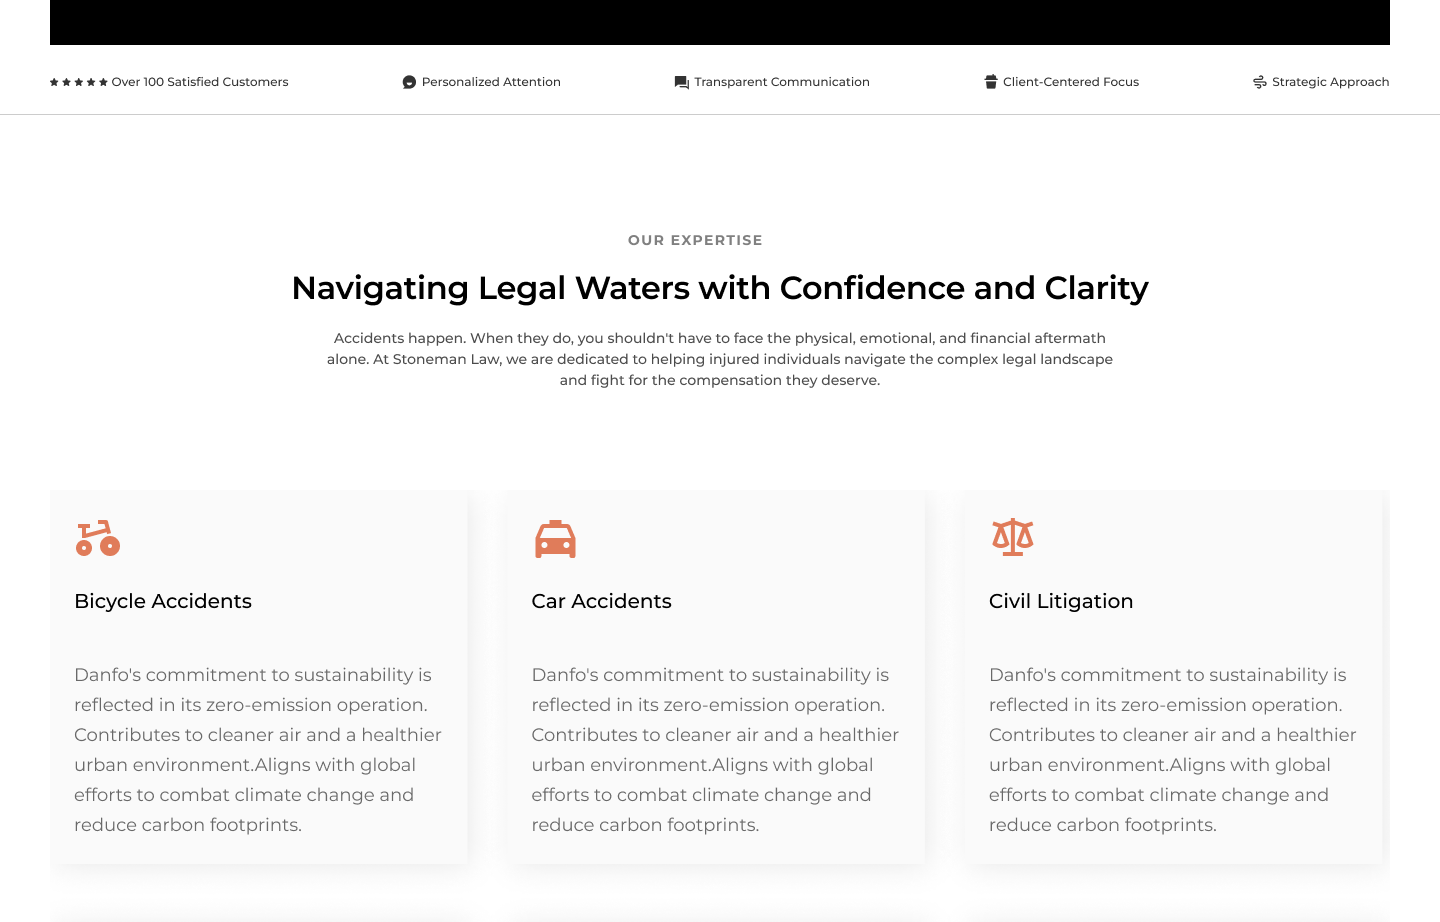 Over 100 Satisfied Customers
Personalized Attention
Transparent Communication
Client-Centered Focus
Strategic Approach
OUR EXPERTISE
Navigating Legal Waters with Confidence and Clarity
Accidents happen. When they do, you shouldn't have to face the physical, emotional, and financial aftermath
alone. At Stoneman Law, we are dedicated to helping injured individuals navigate the complex legal landscape
and fight for the compensation they deserve.
Bicycle Accidents
Danfo's commitment to sustainability is
reflected in its zero-emission operation.
Contributes to cleaner air and a healthier
urban environment.Aligns with global
efforts to combat climate change and
reduce carbon footprints.
Car Accidents
Danfo's commitment to sustainability is
reflected in its zero-emission operation.
Contributes to cleaner air and a healthier
urban environment.Aligns with global
efforts to combat climate change and
reduce carbon footprints.
Civil Litigation
Danfo's commitment to sustainability is
reflected in its zero-emission operation.
Contributes to cleaner air and a healthier
urban environment.Aligns with global
efforts to combat climate change and
reduce carbon footprints.